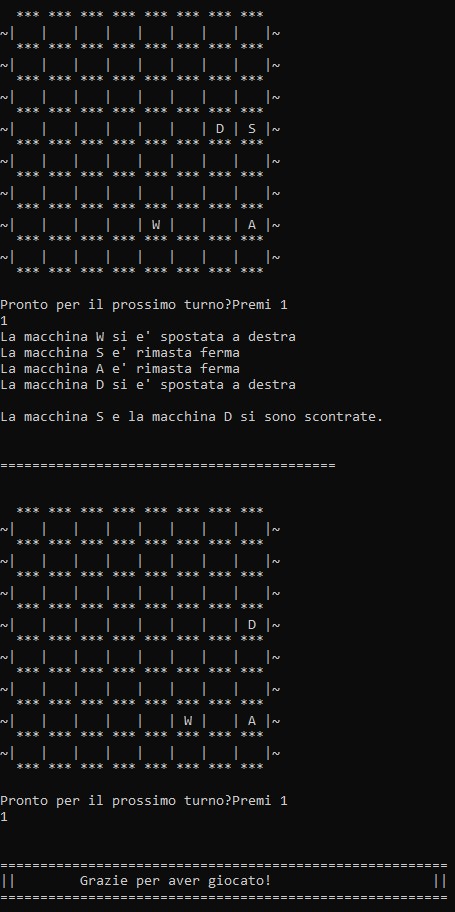 *** *** *** *** *** *** *** ***
~|   |   |   |   |   |   |   |   |~
  *** *** *** *** *** *** *** ***
~|   |   |   |   |   |   |   |   |~
  *** *** *** *** *** *** *** ***
~|   |   |   |   |   |   |   |   |~
  *** *** *** *** *** *** *** ***
~|   |   |   |   |   |   | D | S |~
  *** *** *** *** *** *** *** ***
~|   |   |   |   |   |   |   |   |~
  *** *** *** *** *** *** *** ***
~|   |   |   |   |   |   |   |   |~
  *** *** *** *** *** *** *** ***
~|   |   |   |   | W |   |   | A |~
  *** *** *** *** *** *** *** ***
~|   |   |   |   |   |   |   |   |~
  *** *** *** *** *** *** *** ***
Pronto per il prossimo turno?Premi 1
1
La macchina W si e' spostata a destra
La macchina S e' rimasta ferma
La macchina A e' rimasta ferma
La macchina D si e' spostata a destra
La macchina S e la macchina D si sono scontrate.
==========================================
  *** *** *** *** *** *** *** ***
~|   |   |   |   |   |   |   |   |~
  *** *** *** *** *** *** *** ***
~|   |   |   |   |   |   |   |   |~
  *** *** *** *** *** *** *** ***
~|   |   |   |   |   |   |   |   |~
  *** *** *** *** *** *** *** ***
~|   |   |   |   |   |   |   | D |~
  *** *** *** *** *** *** *** ***
~|   |   |   |   |   |   |   |   |~
  *** *** *** *** *** *** *** ***
~|   |   |   |   |   |   |   |   |~
  *** *** *** *** *** *** *** ***
~|   |   |   |   |   | W |   | A |~
  *** *** *** *** *** *** *** ***
~|   |   |   |   |   |   |   |   |~
  *** *** *** *** *** *** *** ***
Pronto per il prossimo turno?Premi 1
1
========================================================
||        Grazie per aver giocato!                    ||
========================================================